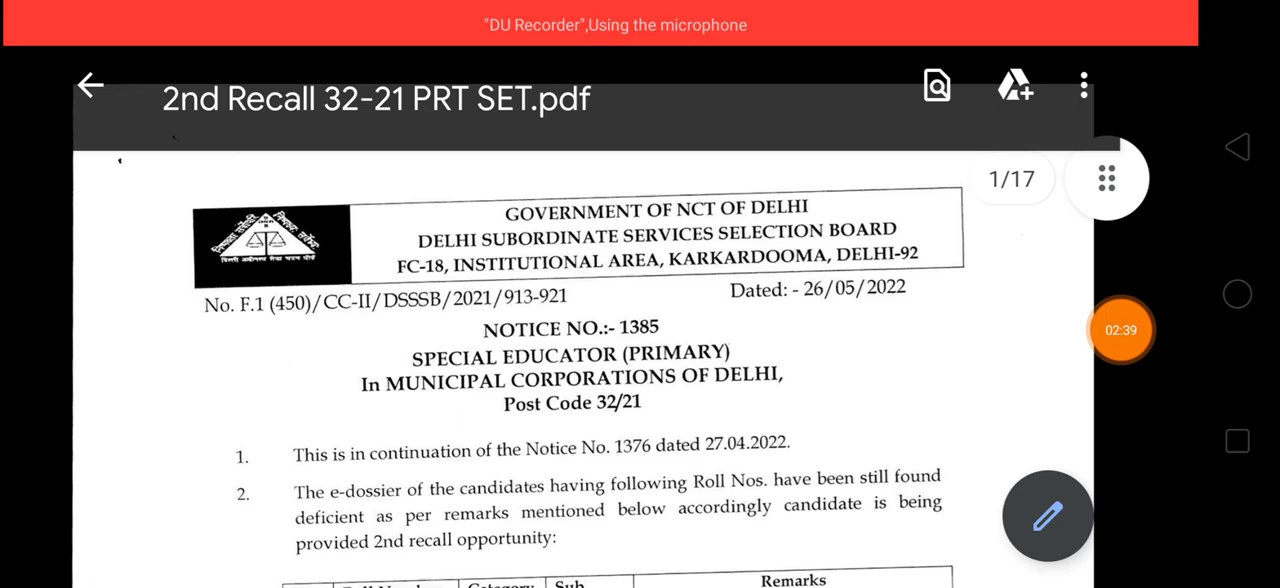 "DU Recorder",Using the microphone
2nd Recall 32-21 PRT SET.pdf
1/17
GOVERNMENT OF NCT OF DELHI
DELHI SUBORDINATE SERVICES SELECTION BOARD
FC-18, INSTITUTIONAL AREA, KARKARDOOMA, DELHI-92
No. F.1 (450)/CC-II/DSSSB/2021/913-921
Dated: - 26/05/2022
02:39
NOTICE NO.:- 1385
SPECIAL EDUCATOR (PRIMARY)
In MUNICIPAL CORPORATIONS OF DELHI,
Post Code 32/21
1. This is in continuation of the Notice No. 1376 dated 27.04.2022.
2. The e-dossier of the candidates having following Roll Nos. have been still found
deficient as per remarks mentioned below accordingly candidate is being
provided 2nd recall opportunity:
Category Sub Remarks